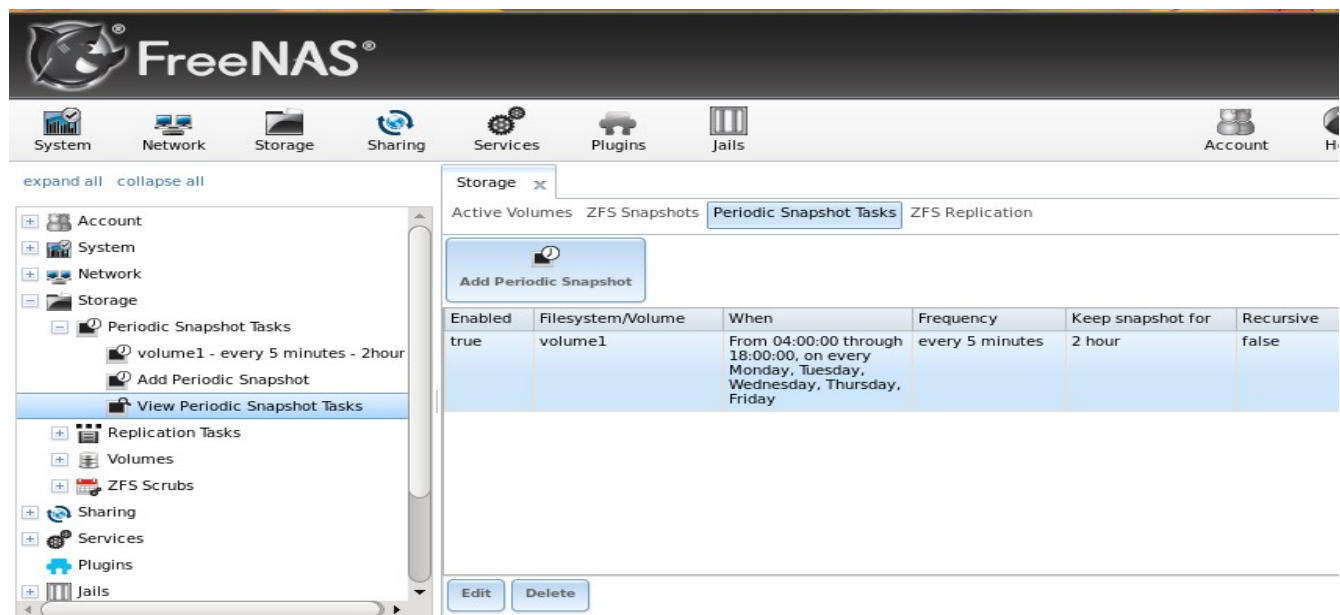 FreeNAS®
System
Network
Storage
Sharing
Services
Plugins
Jails
Account
expand all collapse all
Account
System
Network
Storage
Periodic Snapshot Tasks
volume1 - every 5 minutes - 2hour
Add Periodic Snapshot
View Periodic Snapshot Tasks
Replication Tasks
Volumes
ZFS Scrubs
Sharing
Services
Plugins
Jails
Storage x
Active Volumes ZFS Snapshots Periodic Snapshot Tasks ZFS Replication
Add Periodic Snapshot
Enabled Filesystem/Volume When Frequency Keep snapshot for Recursive
true volume1 From 04:00:00 through every 5 minutes 2 hour false
18:00:00, on every
Monday, Tuesday,
Wednesday, Thursday,
Friday
Edit Delete